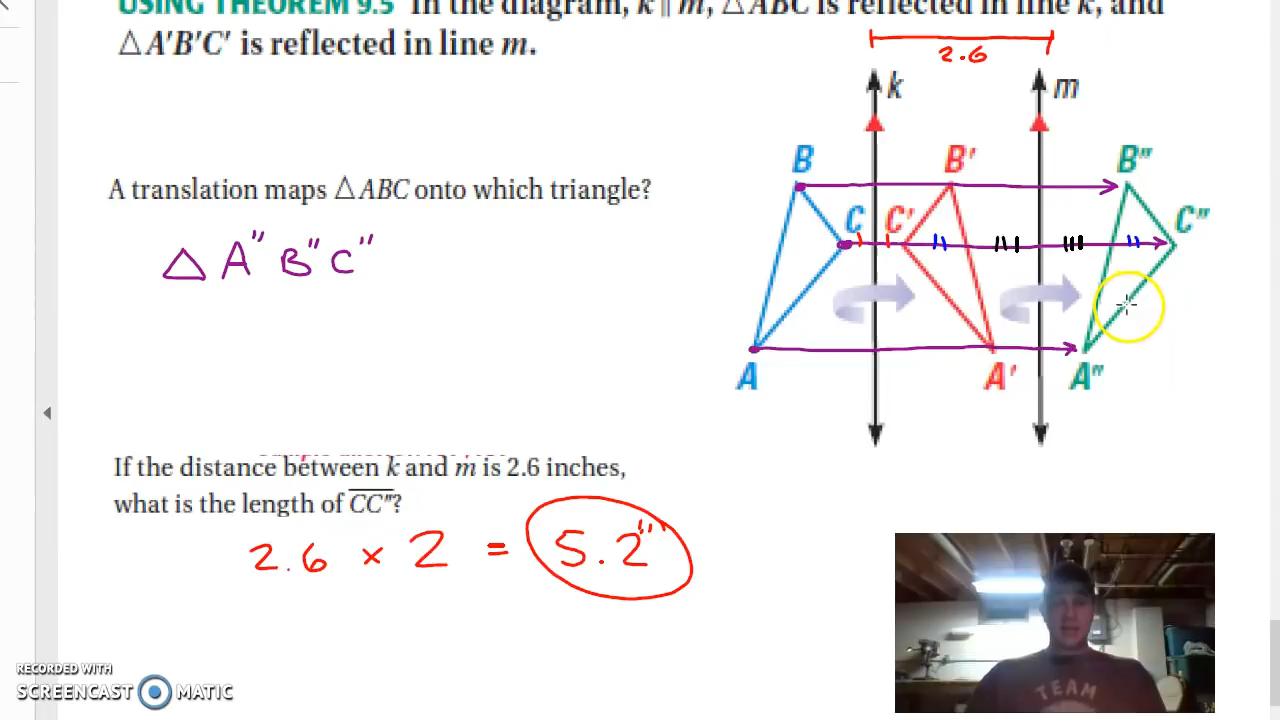 USING THEOREM 9.5 In the diagram, k ∥ m, △ABC is reflected in line k, and
△A′B′C′ is reflected in line m.
2.6
k
m
B
B′
B″
A translation maps △ABC onto which triangle?
C
C′
C″
△ A″ B″ C″
A
A′
A″
If the distance between k and m is 2.6 inches,
what is the length of CC″?
2.6 × 2 = 5.2″
RECORDED WITH
SCREENCAST MATIC
TEAM